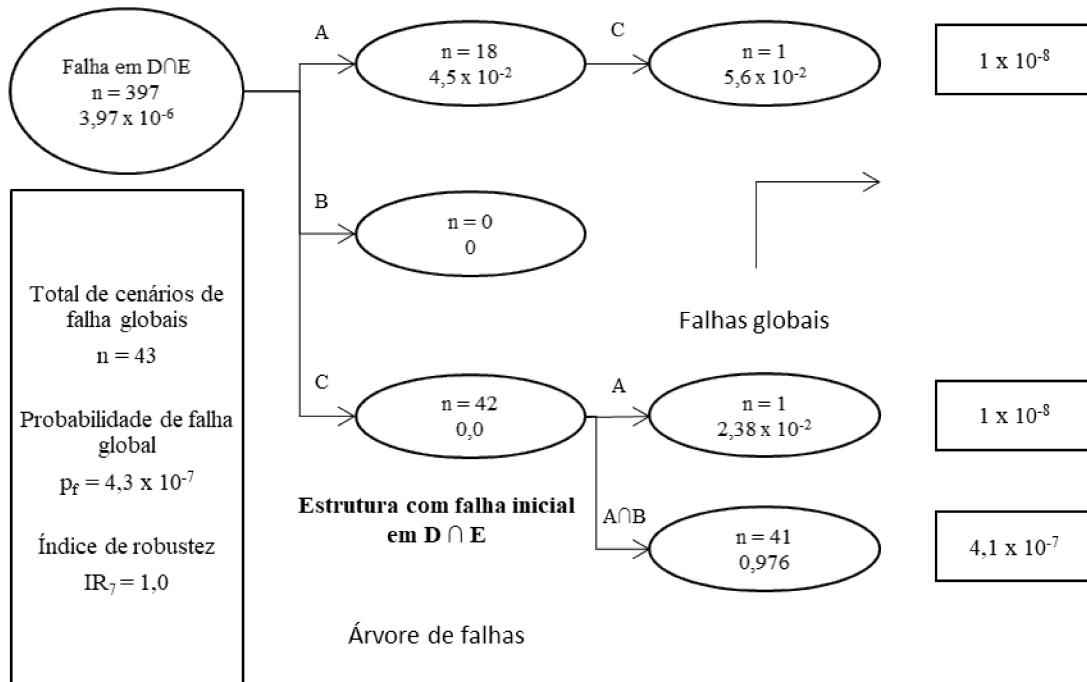 Falha em D∩E
n = 397
3,97 x 10⁻⁶
A
n = 18
4,5 x 10⁻²
C
n = 1
5,6 x 10⁻²
1 x 10⁻⁸
B
n = 0
0
Falhas globais
C
n = 42
0,0
A
n = 1
2,38 x 10⁻²
1 x 10⁻⁸
A∩B
n = 41
0,976
4,1 x 10⁻⁷
Estrutura com falha inicial
em D ∩ E
Árvore de falhas
Total de cenários de
falha globais
n = 43
Probabilidade de falha
global
p_f = 4,3 x 10⁻⁷
Índice de robustez
IR₇ = 1,0